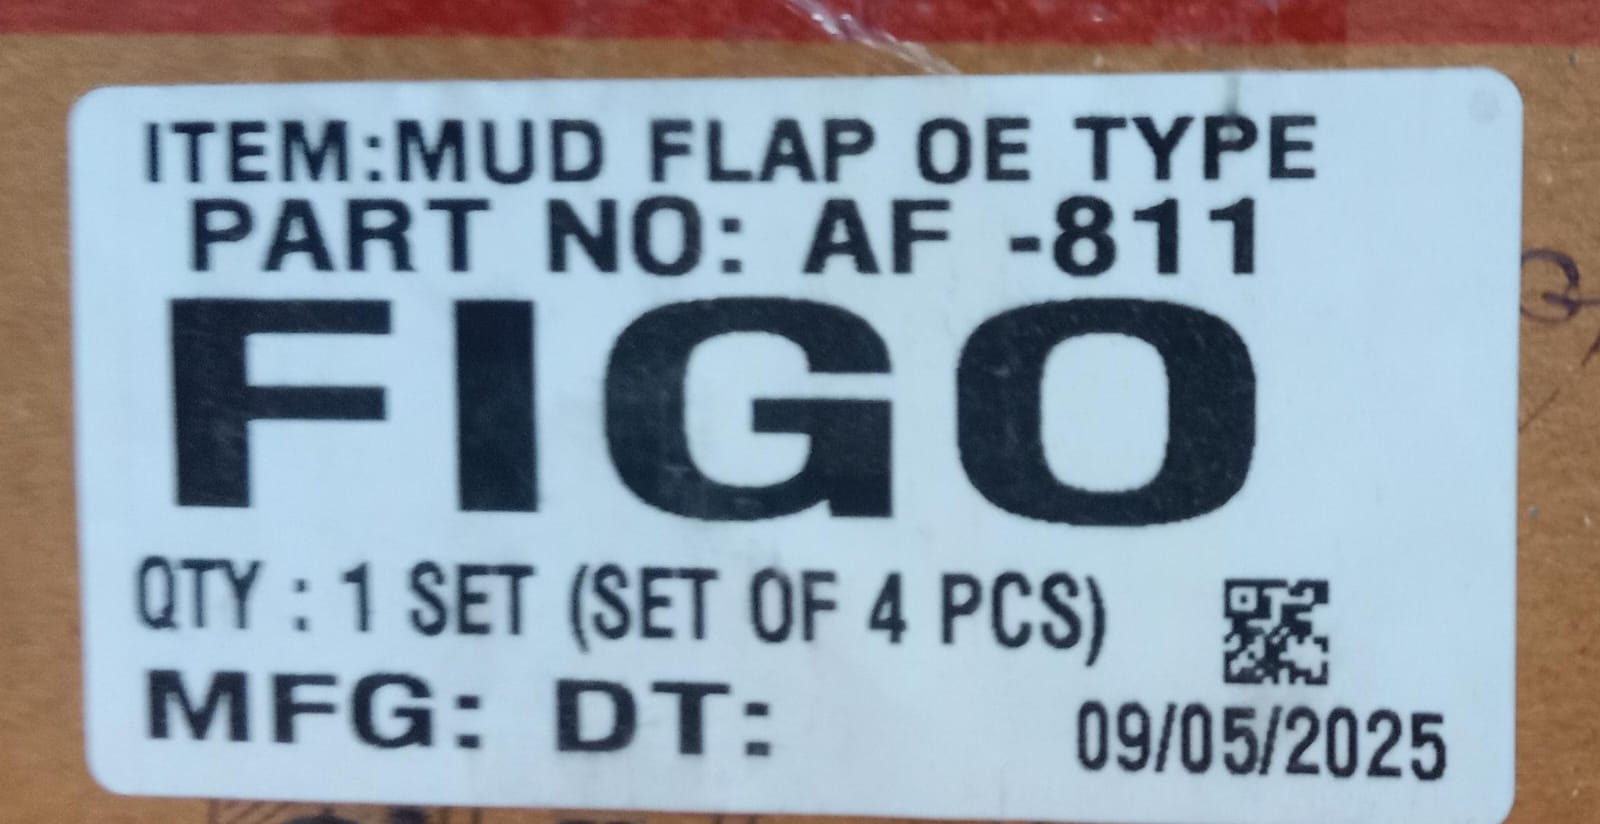 ITEM:MUD FLAP OE TYPE
PART NO: AF -811
FIGO
QTY : 1 SET (SET OF 4 PCS)
MFG: DT:
09/05/2025